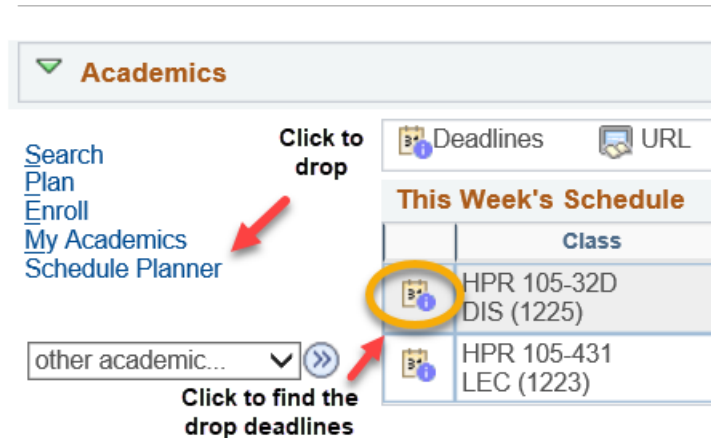 Academics
Search
Plan
Enroll
My Academics
Schedule Planner
Click to
drop
other academic...
Click to find the
drop deadlines
Deadlines
URL
This Week's Schedule
Class
HPR 105-32D
DIS (1225)
HPR 105-431
LEC (1223)